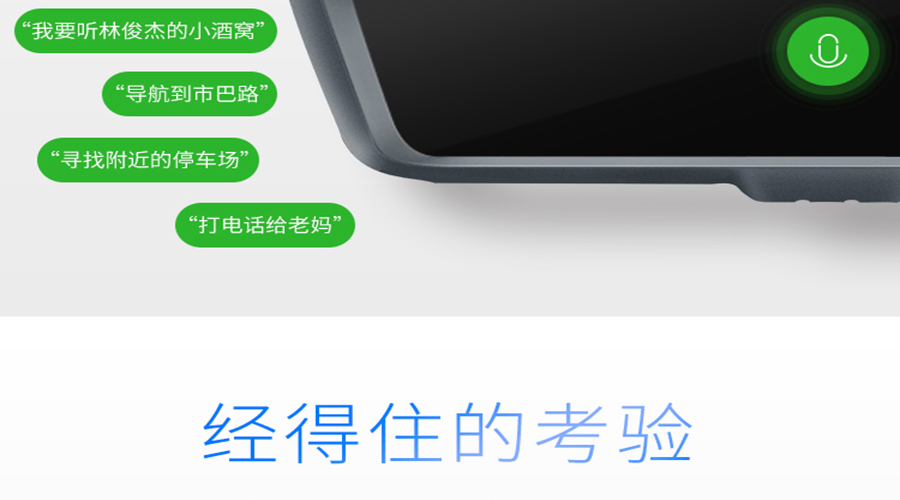 “我要听林俊杰的小酒窝”
“导航到市巴路”
“寻找附近的停车场”
“打电话给老妈”
经得住的考验